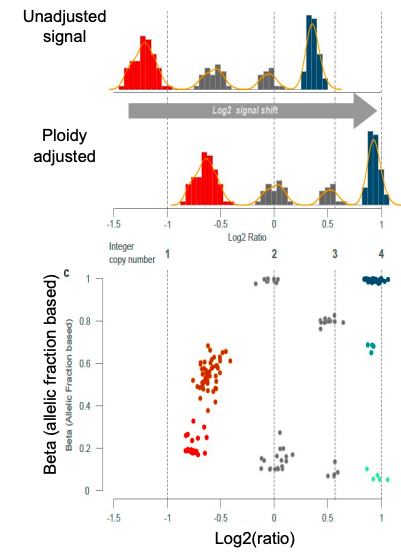 Unadjusted
signal
Log2 signal shift
Ploidy
adjusted
-1.5 -1 -0.5 0 0.5 1
Log2 Ratio
Integer
copy number 1 2 3 4
c
1
0.8
0.6
0.4
0.2
0
Beta (allelic fraction based)
Beta (Allelic Fraction based)
-1.5 -1 -0.5 0 0.5 1
Log2(ratio)